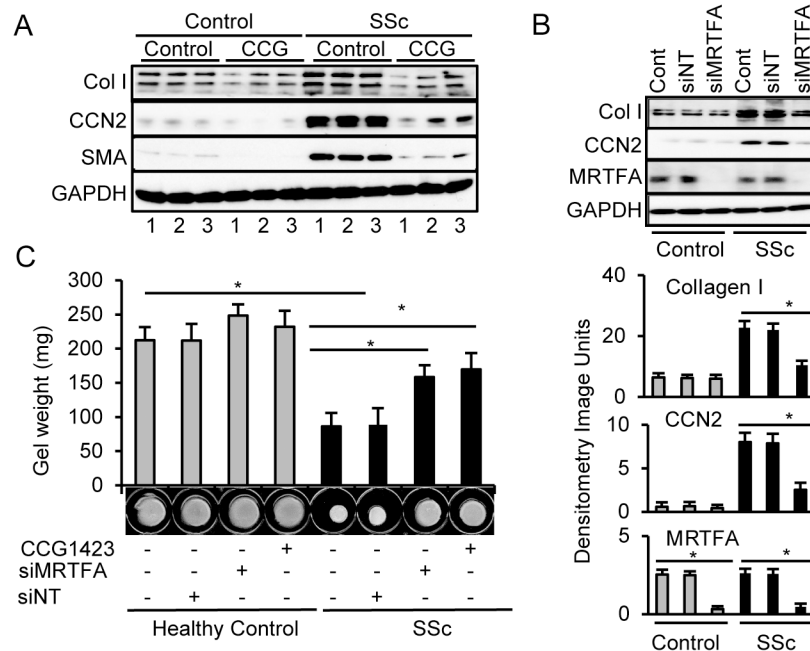 A
Control SSc
Control CCG Control CCG
Col I
CCN2
SMA
GAPDH
1 2 3 1 2 3 1 2 3 1 2 3
B
Cont siNT siMRTFA Cont siNT siMRTFA
Col I
CCN2
MRTFA
GAPDH
Control SSc
C
Gel weight (mg)
300
250
200
150
100
50
0
* * *
CCG1423 - - - + - - - +
siMRTFA - - + - - - + -
siNT - + - - - + - -
Healthy Control SSc
Densitometry Image Units
Collagen I
40
20
0
*
CCN2
10
5
0
*
MRTFA
5
0
* *
Control SSc